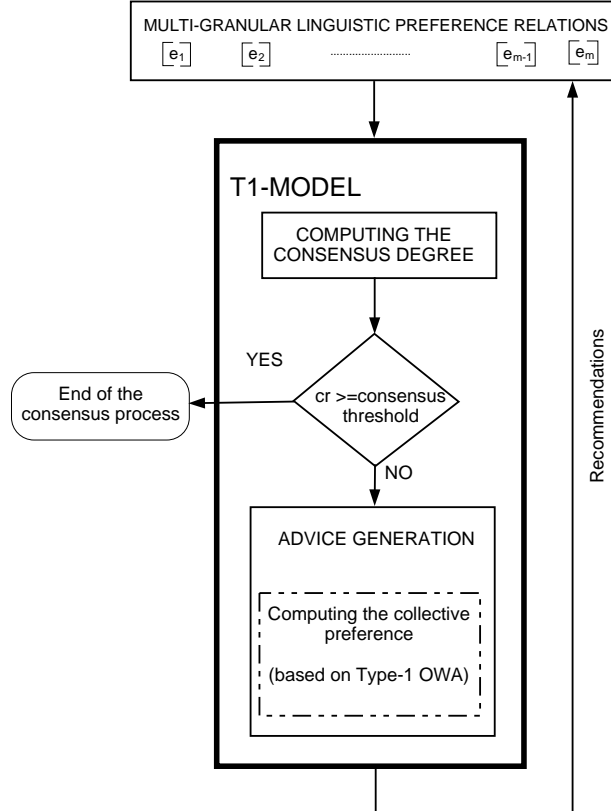 MULTI-GRANULAR LINGUISTIC PREFERENCE RELATIONS
[e1] [e2] .......................... [em-1] [em]
T1-MODEL
COMPUTING THE
CONSENSUS DEGREE
YES
End of the
consensus process
cr >=consensus
threshold
NO
Recommendations
ADVICE GENERATION
Computing the collective
preference
(based on Type-1 OWA)